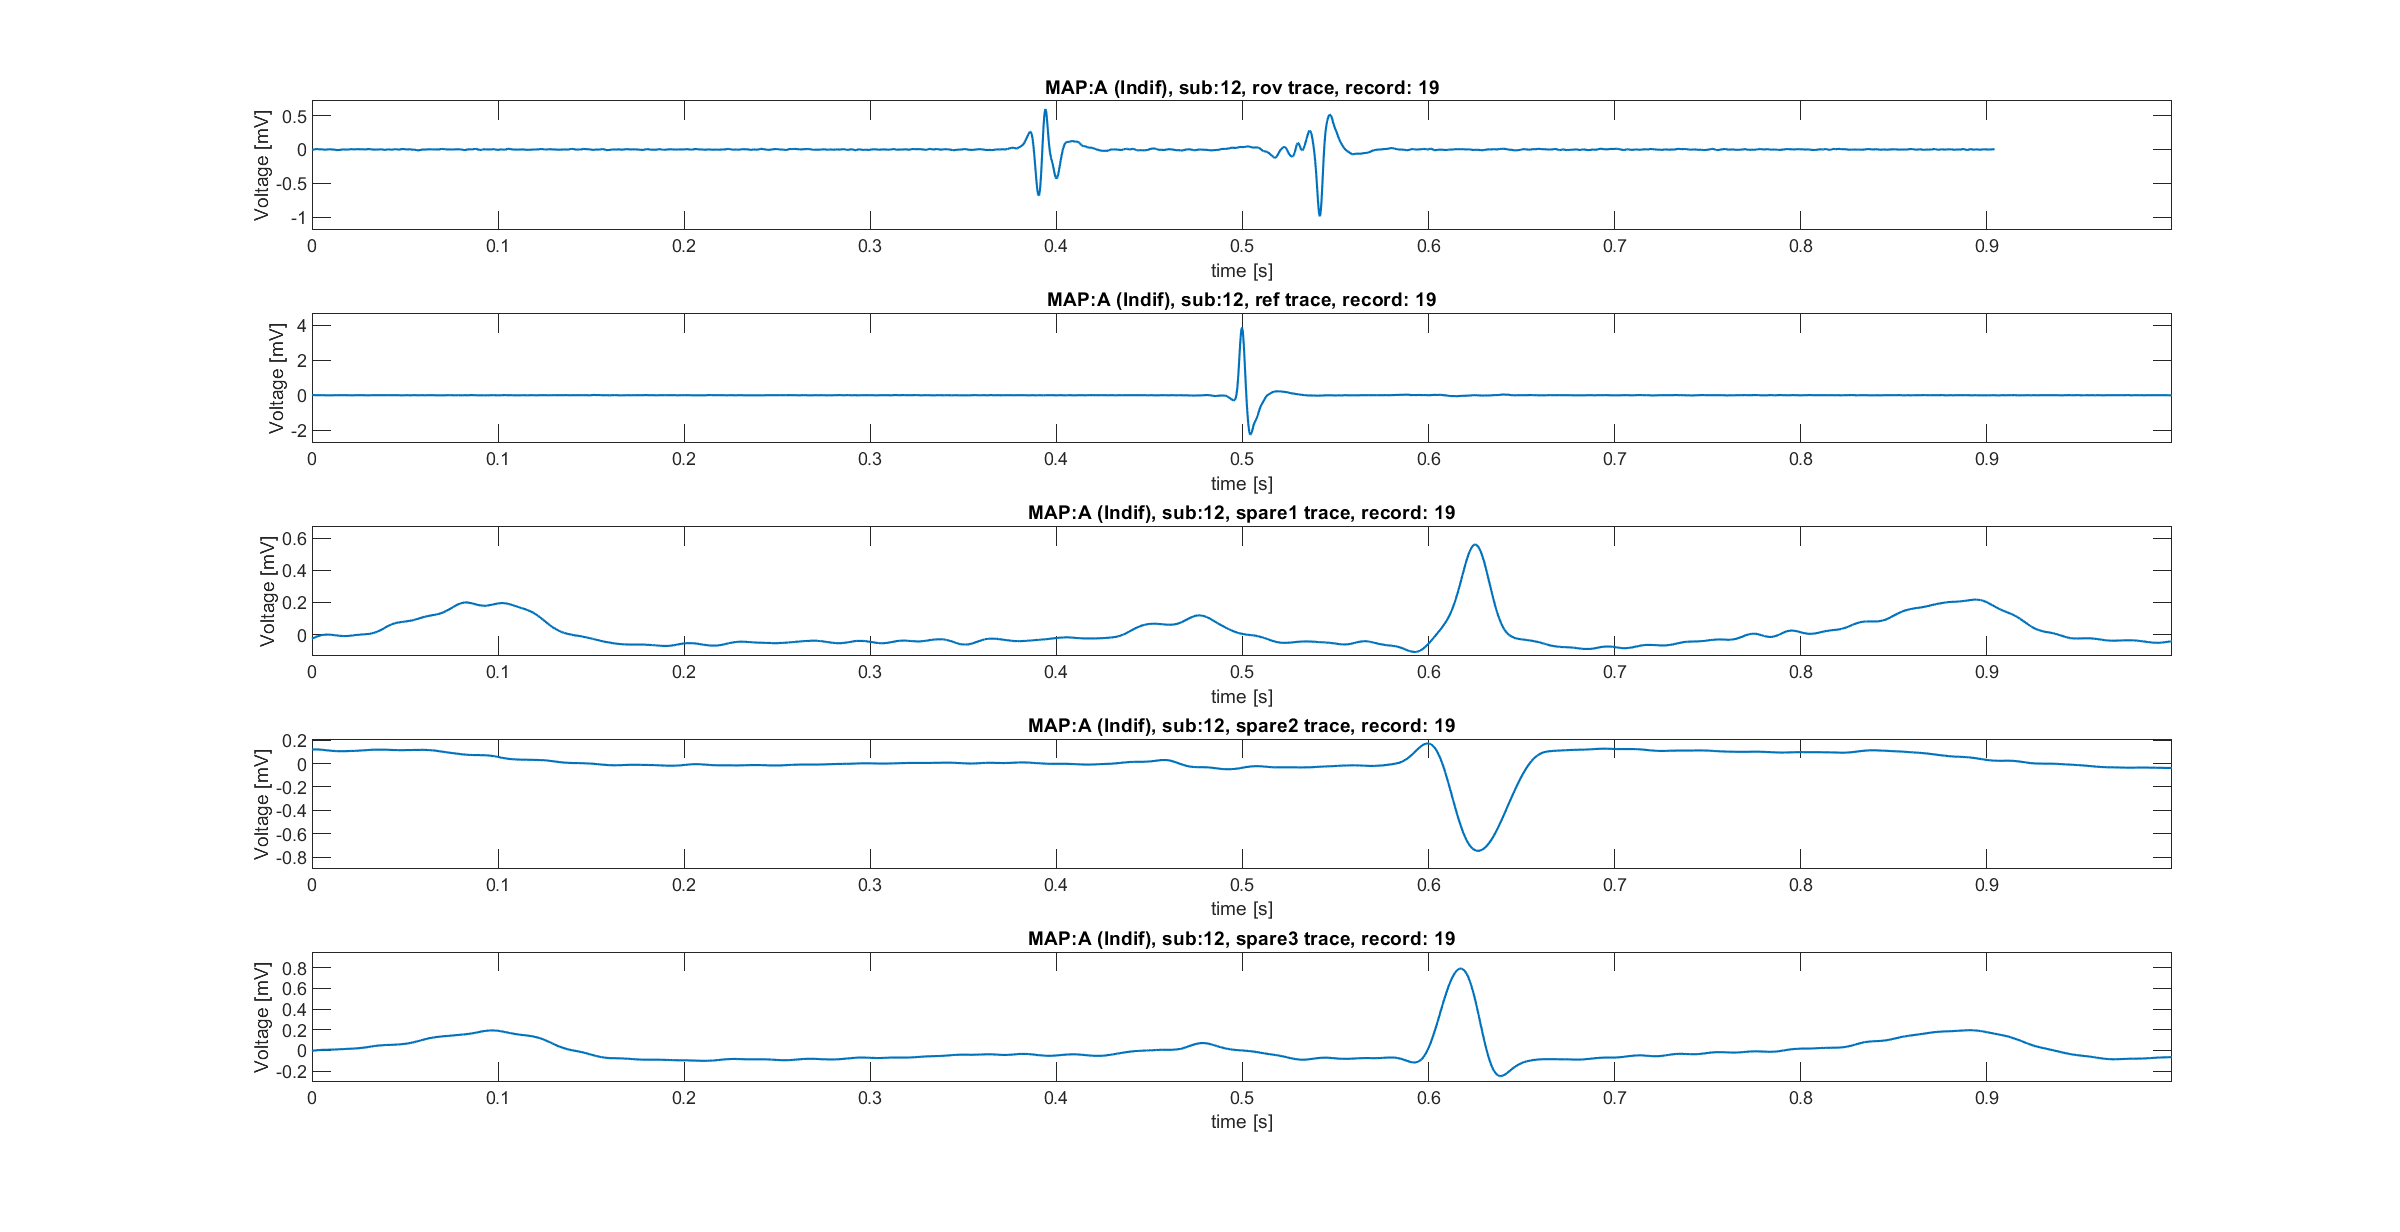 MAP:A (Indif), sub:12, rov trace, record: 19
Voltage [mV]
0.5
0
-0.5
-1
0 0.1 0.2 0.3 0.4 0.5 0.6 0.7 0.8 0.9
time [s]
MAP:A (Indif), sub:12, ref trace, record: 19
Voltage [mV]
4
2
0
-2
0 0.1 0.2 0.3 0.4 0.5 0.6 0.7 0.8 0.9
time [s]
MAP:A (Indif), sub:12, spare1 trace, record: 19
Voltage [mV]
0.6
0.4
0.2
0
0 0.1 0.2 0.3 0.4 0.5 0.6 0.7 0.8 0.9
time [s]
MAP:A (Indif), sub:12, spare2 trace, record: 19
Voltage [mV]
0.2
0
-0.2
-0.4
-0.6
-0.8
0 0.1 0.2 0.3 0.4 0.5 0.6 0.7 0.8 0.9
time [s]
MAP:A (Indif), sub:12, spare3 trace, record: 19
Voltage [mV]
0.8
0.6
0.4
0.2
0
-0.2
0 0.1 0.2 0.3 0.4 0.5 0.6 0.7 0.8 0.9
time [s]